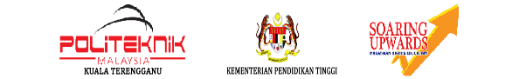 POLITEKNIK
MALAYSIA
KUALA TERENGGANU
KEMENTERIAN PENDIDIKAN TINGGI
SOARING
UPWARDS